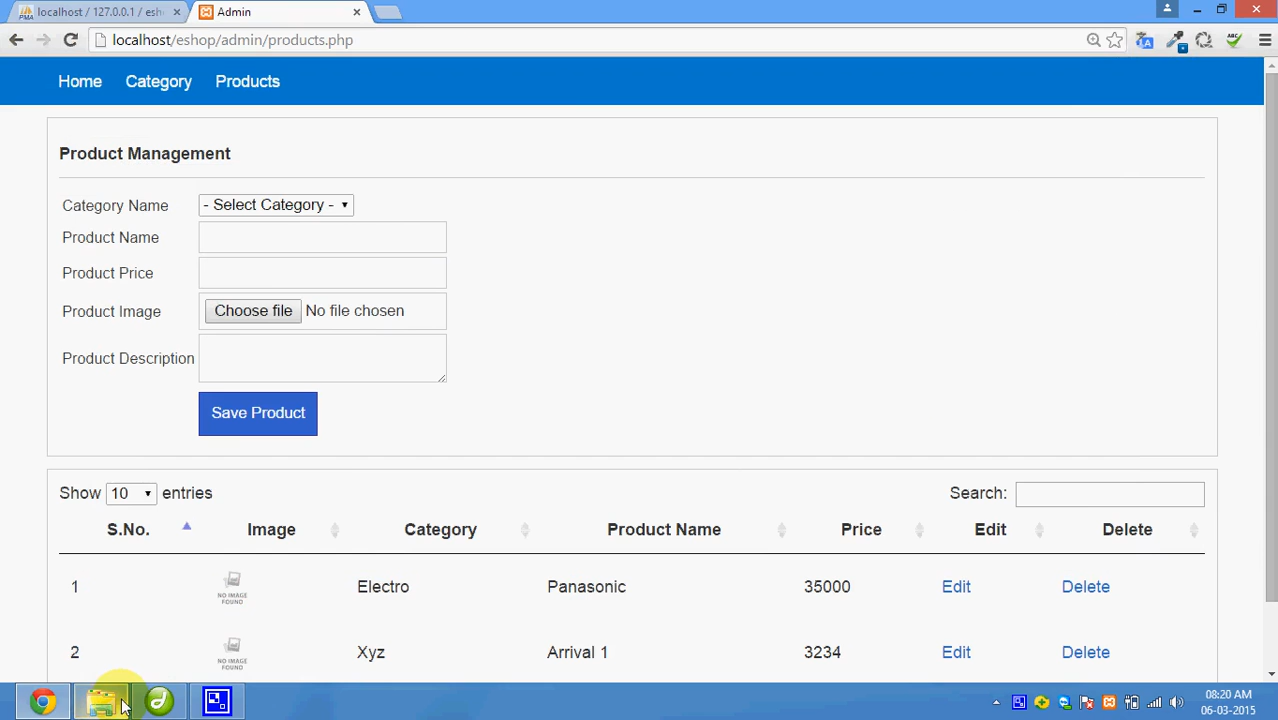 localhost / 127.0.0.1 / esh
Admin
localhost/eshop/admin/products.php
Home Category Products
Product Management
Category Name - Select Category -
Product Name
Product Price
Product Image Choose file No file chosen
Product Description
Save Product
Show 10 entries Search:
S.No. Image Category Product Name Price Edit Delete
1 NO IMAGE FOUND Electro Panasonic 35000 Edit Delete
2 NO IMAGE FOUND Xyz Arrival 1 3234 Edit Delete
08:20 AM
06-03-2015